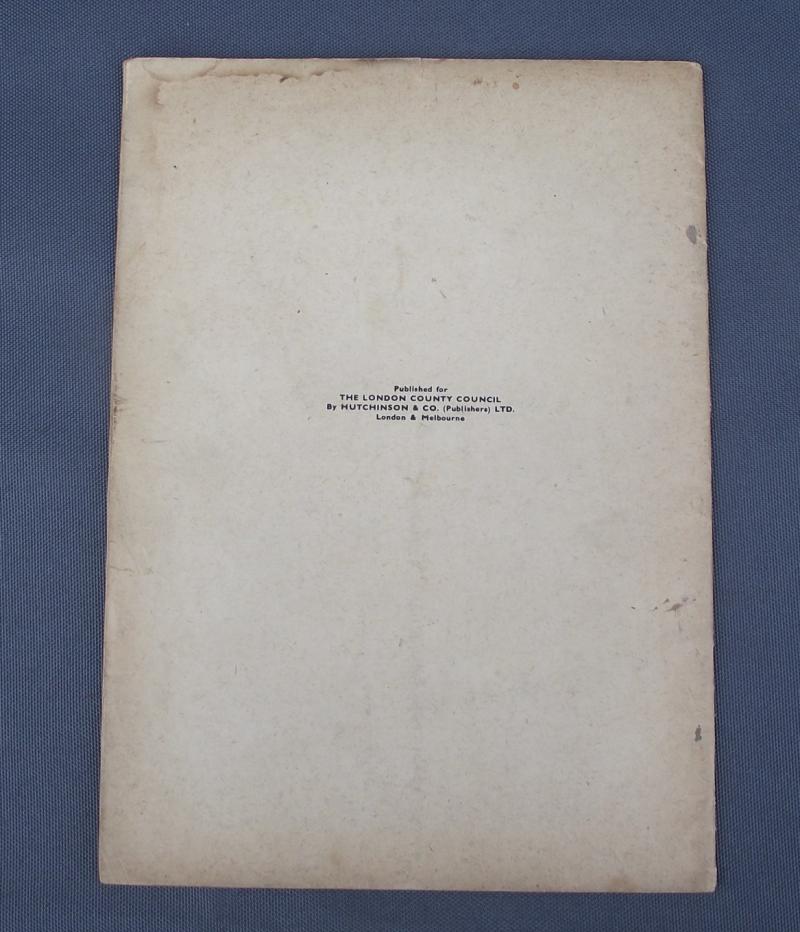 Published for
THE LONDON COUNTY COUNCIL
By HUTCHINSON & CO. (Publishers) LTD.
London & Melbourne